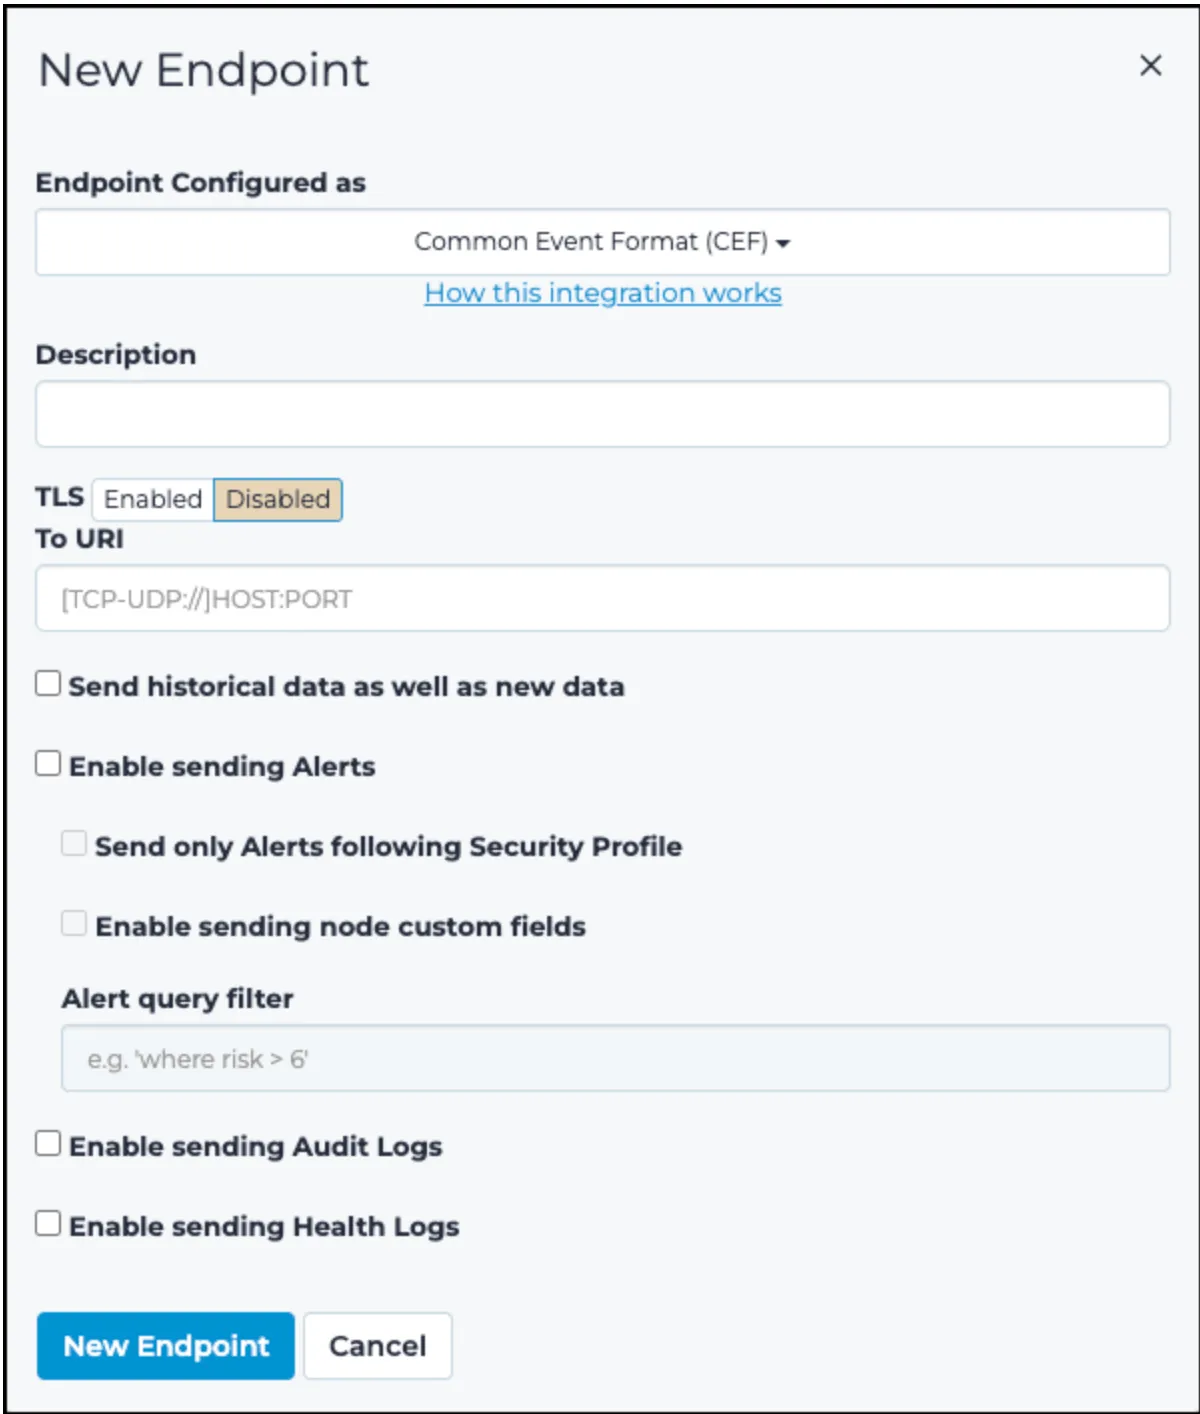 New Endpoint
Endpoint Configured as
Common Event Format (CEF)
How this integration works
Description
TLS Enabled Disabled
To URI
[TCP-UDP://]HOST:PORT
Send historical data as well as new data
Enable sending Alerts
Send only Alerts following Security Profile
Enable sending node custom fields
Alert query filter
e.g. 'where risk > 6'
Enable sending Audit Logs
Enable sending Health Logs
New Endpoint Cancel